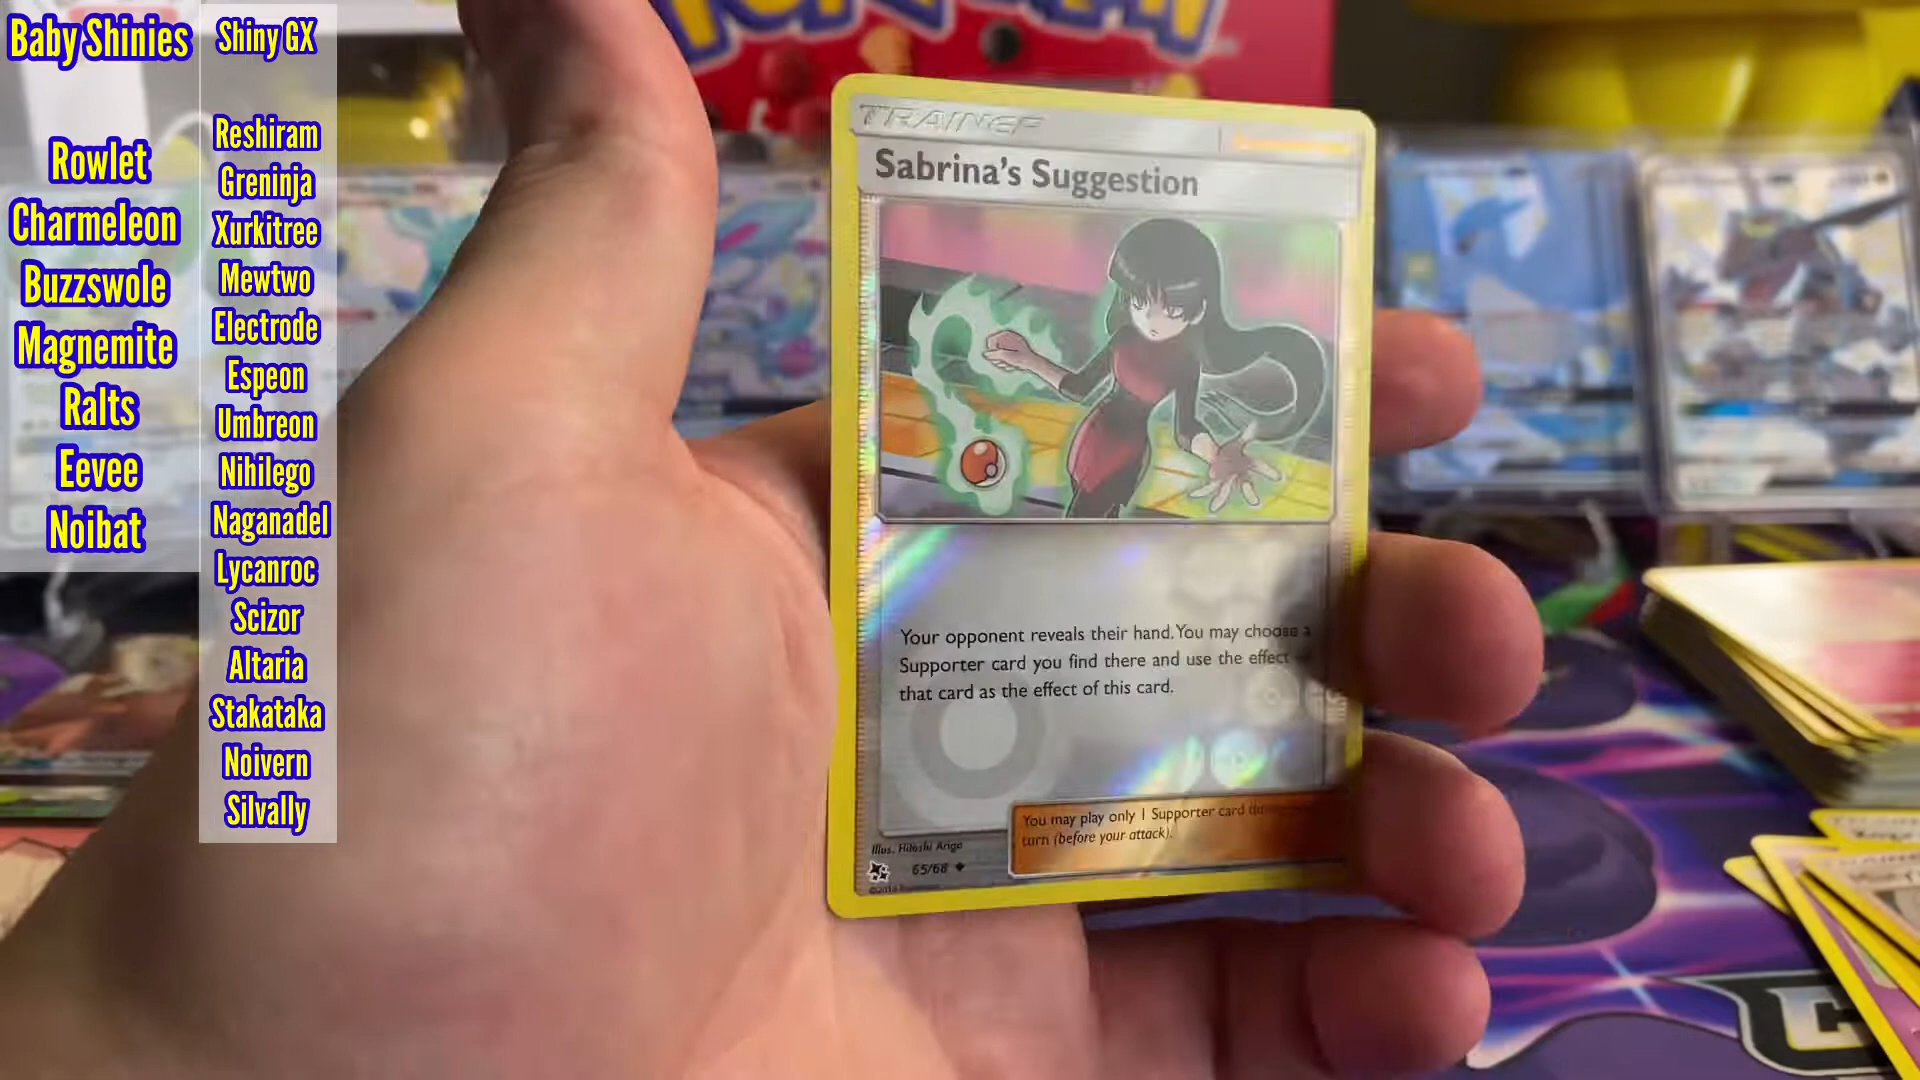 Baby Shinies
Rowlet
Charmeleon
Buzzswole
Magnemite
Ralts
Eevee
Noibat
Shiny GX
Reshiram
Greninja
Xurkitree
Mewtwo
Electrode
Espeon
Umbreon
Nihilego
Naganadel
Lycanroc
Scizor
Altaria
Stakataka
Noivern
Silvally
TRAINER
Sabrina's Suggestion
Your opponent reveals their hand. You may choose a
Supporter card you find there and use the effect
that card as the effect of this card.
You may play only 1 Supporter card
turn (before your attack).
Illus. Hitoshi Ariga
65/68